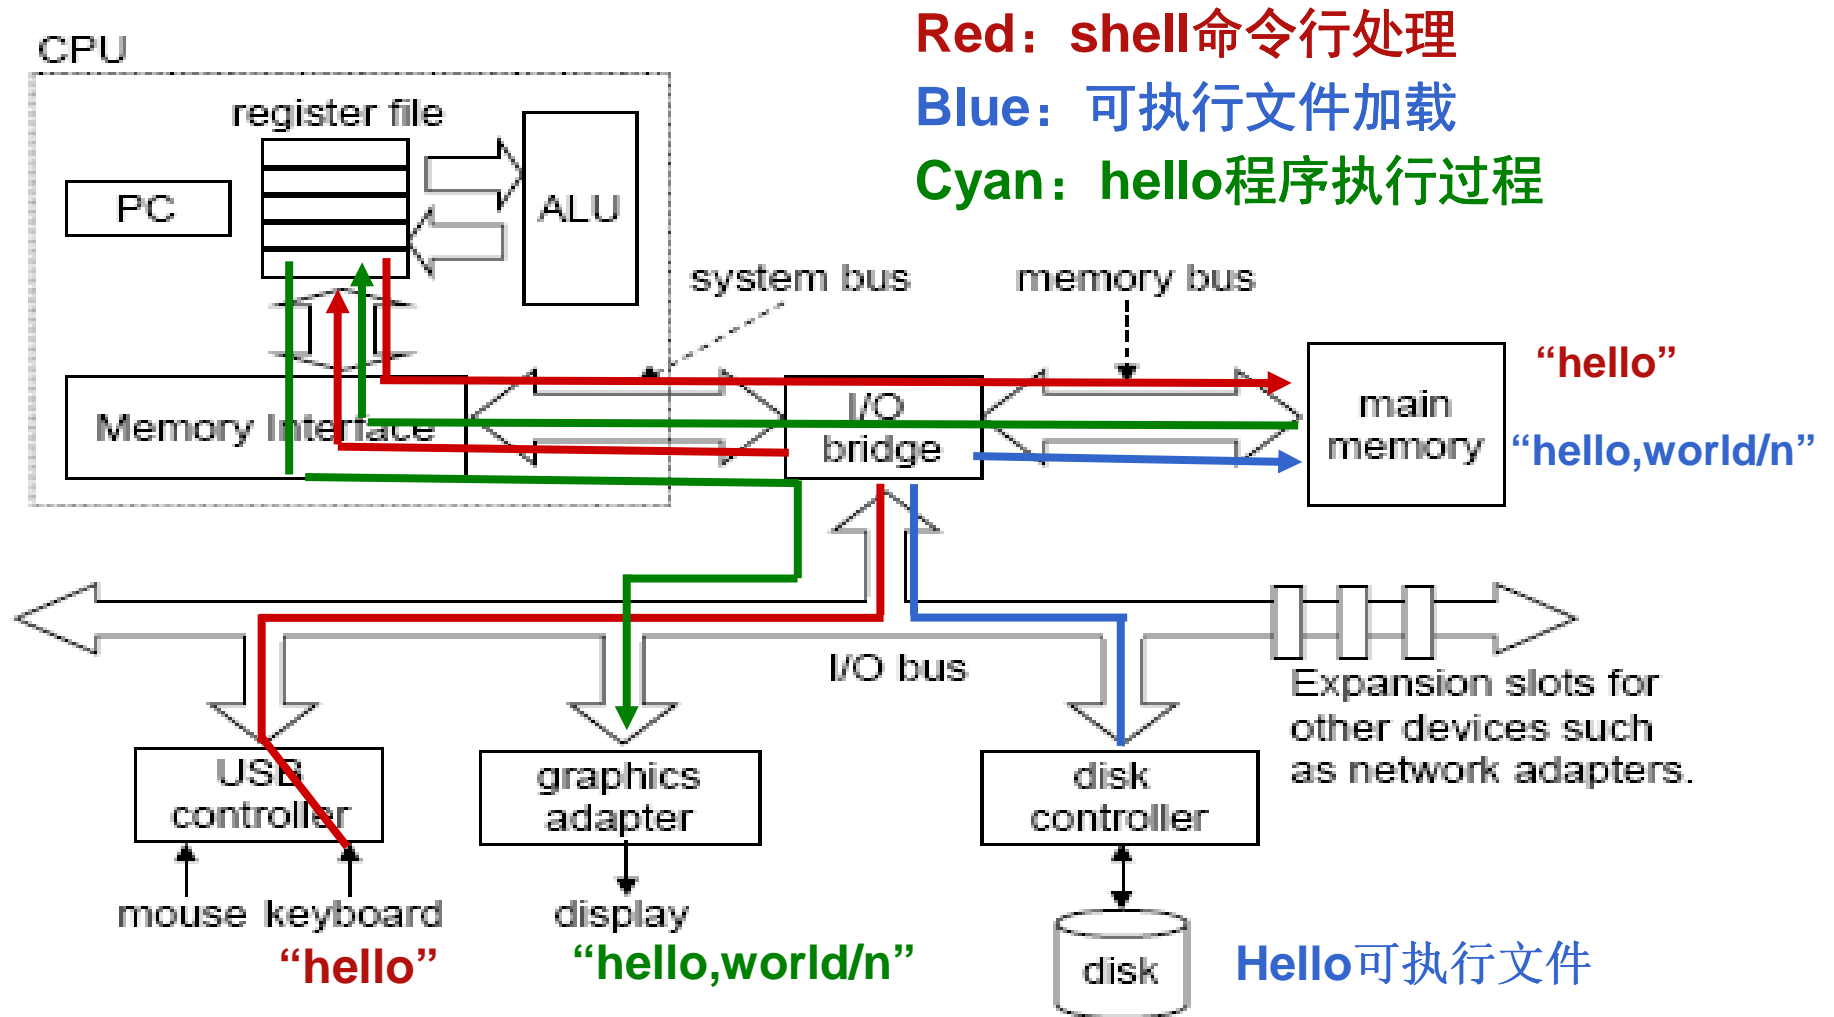 Red：shell命令行处理
CPU
Blue：可执行文件加载
register file
Cyan：hello程序执行过程
PC
ALU
system bus
memory bus
“hello”
Memory Interface
I/O
bridge
main
memory
“hello,world/n”
I/O bus
Expansion slots for
other devices such
as network adapters.
USB
controller
graphics
adapter
disk
controller
mouse
keyboard
display
“hello”
“hello,world/n”
disk
Hello可执行文件